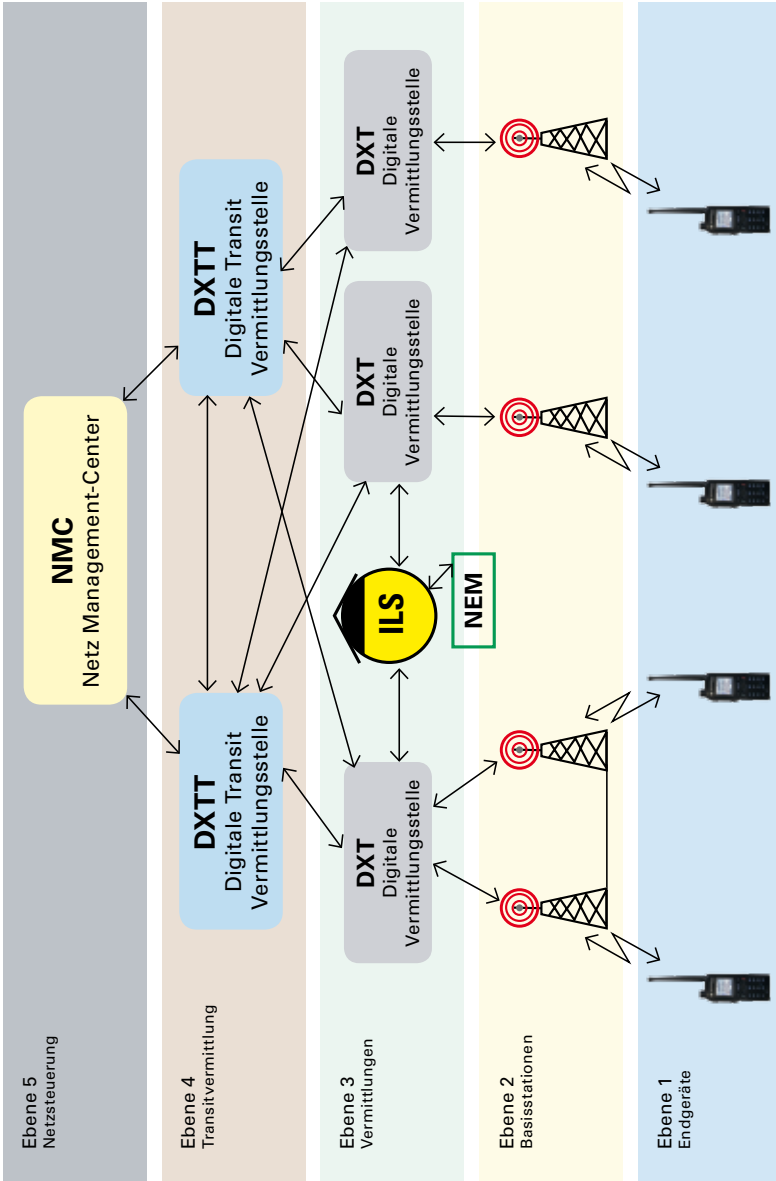 Ebene 5
Netzsteuerung
NMC
Netz Management-Center
Ebene 4
Transitvermittlung
DXTT
Digitale Transit
Vermittlungsstelle
DXTT
Digitale Transit
Vermittlungsstelle
Ebene 3
Vermittlungen
DXT
Digitale
Vermittlungsstelle
ILS
NEM
DXT
Digitale
Vermittlungsstelle
DXT
Digitale
Vermittlungsstelle
Ebene 2
Basisstationen
Ebene 1
Endgeräte